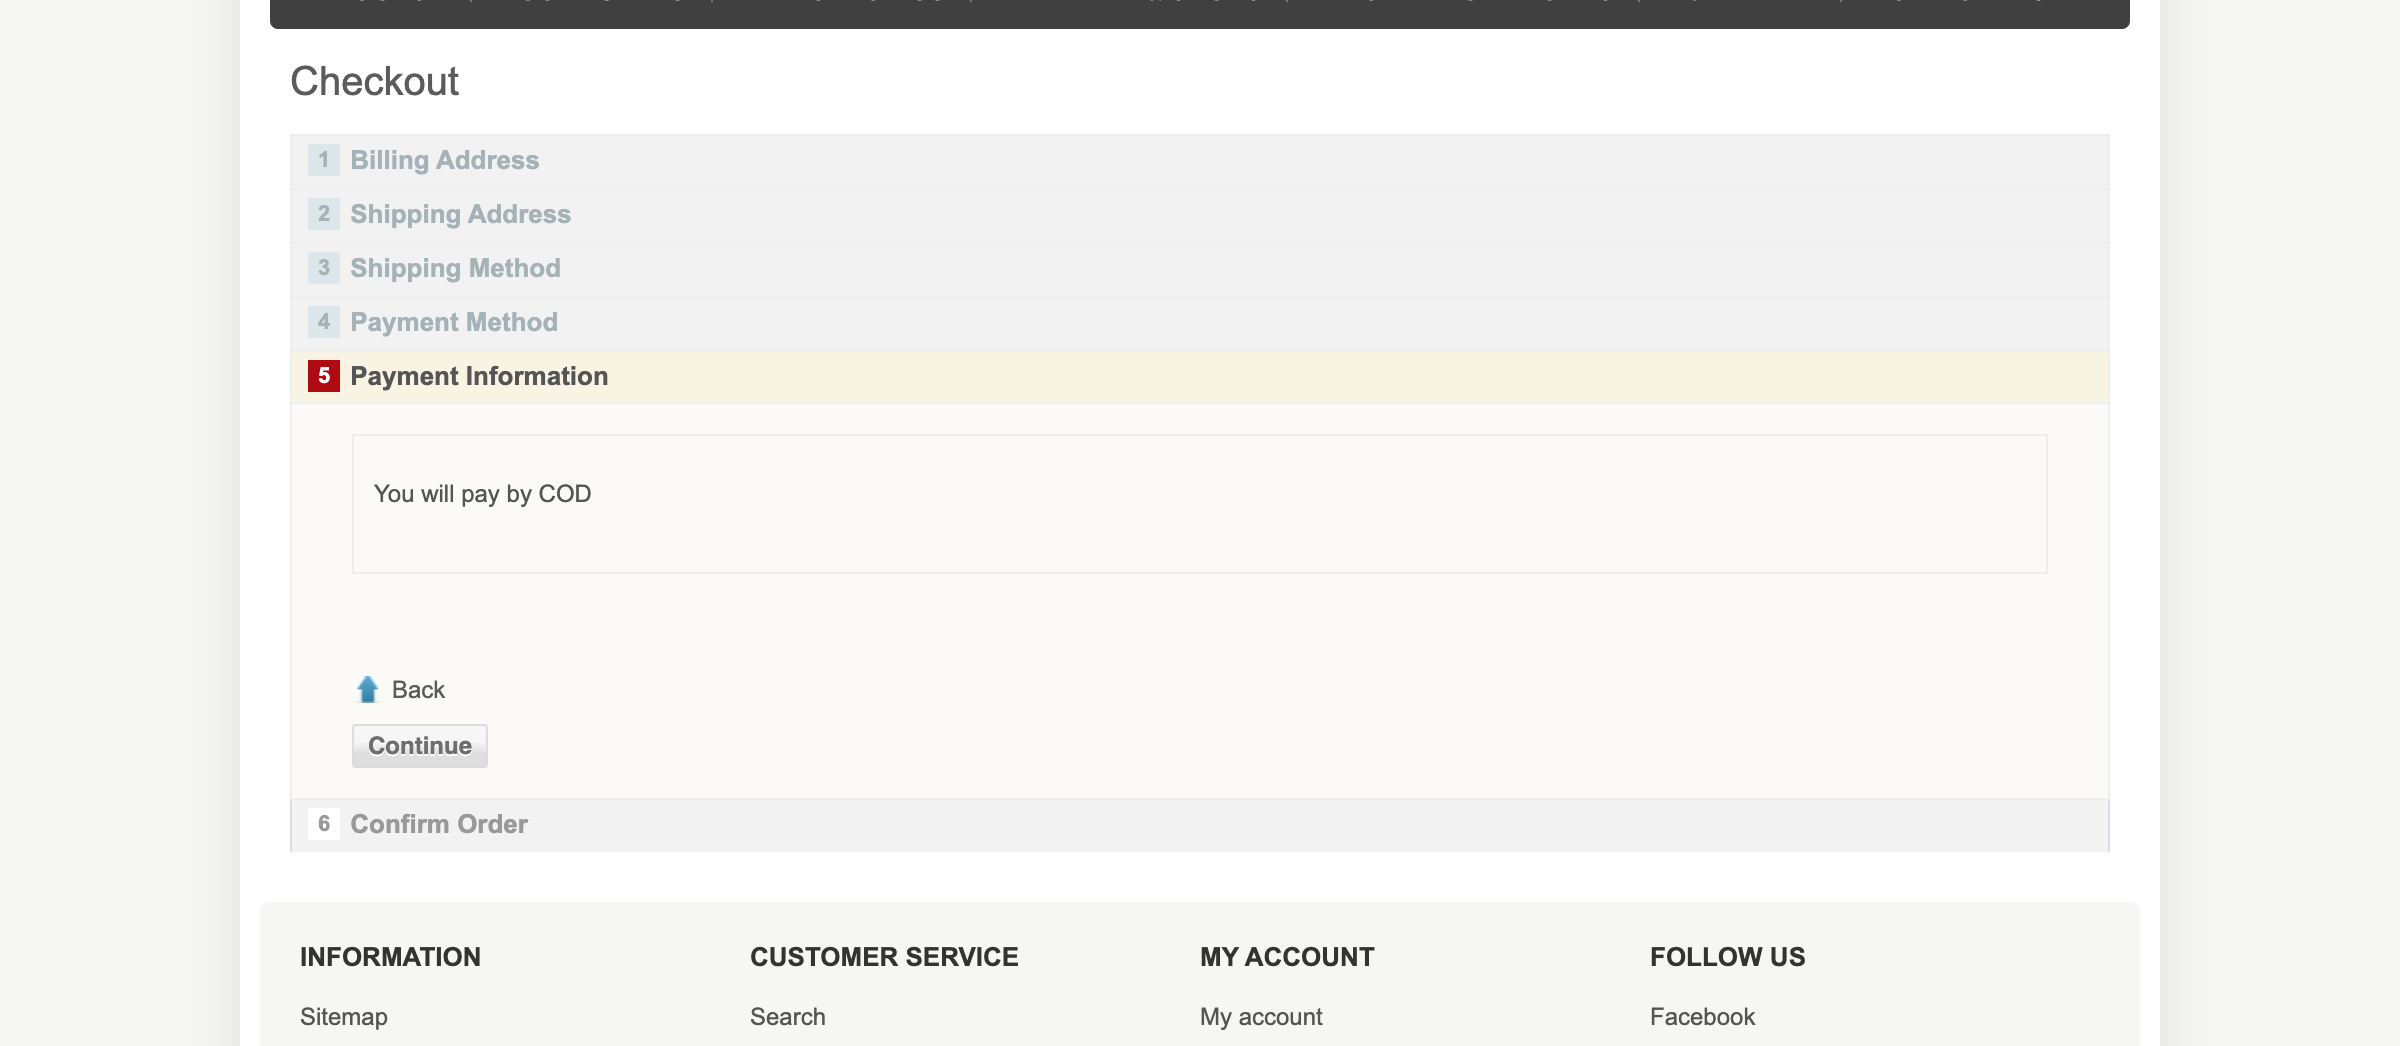 Checkout
1 Billing Address
2 Shipping Address
3 Shipping Method
4 Payment Method
5 Payment Information
You will pay by COD
Back
Continue
6 Confirm Order
INFORMATION CUSTOMER SERVICE MY ACCOUNT FOLLOW US
Sitemap Search My account Facebook